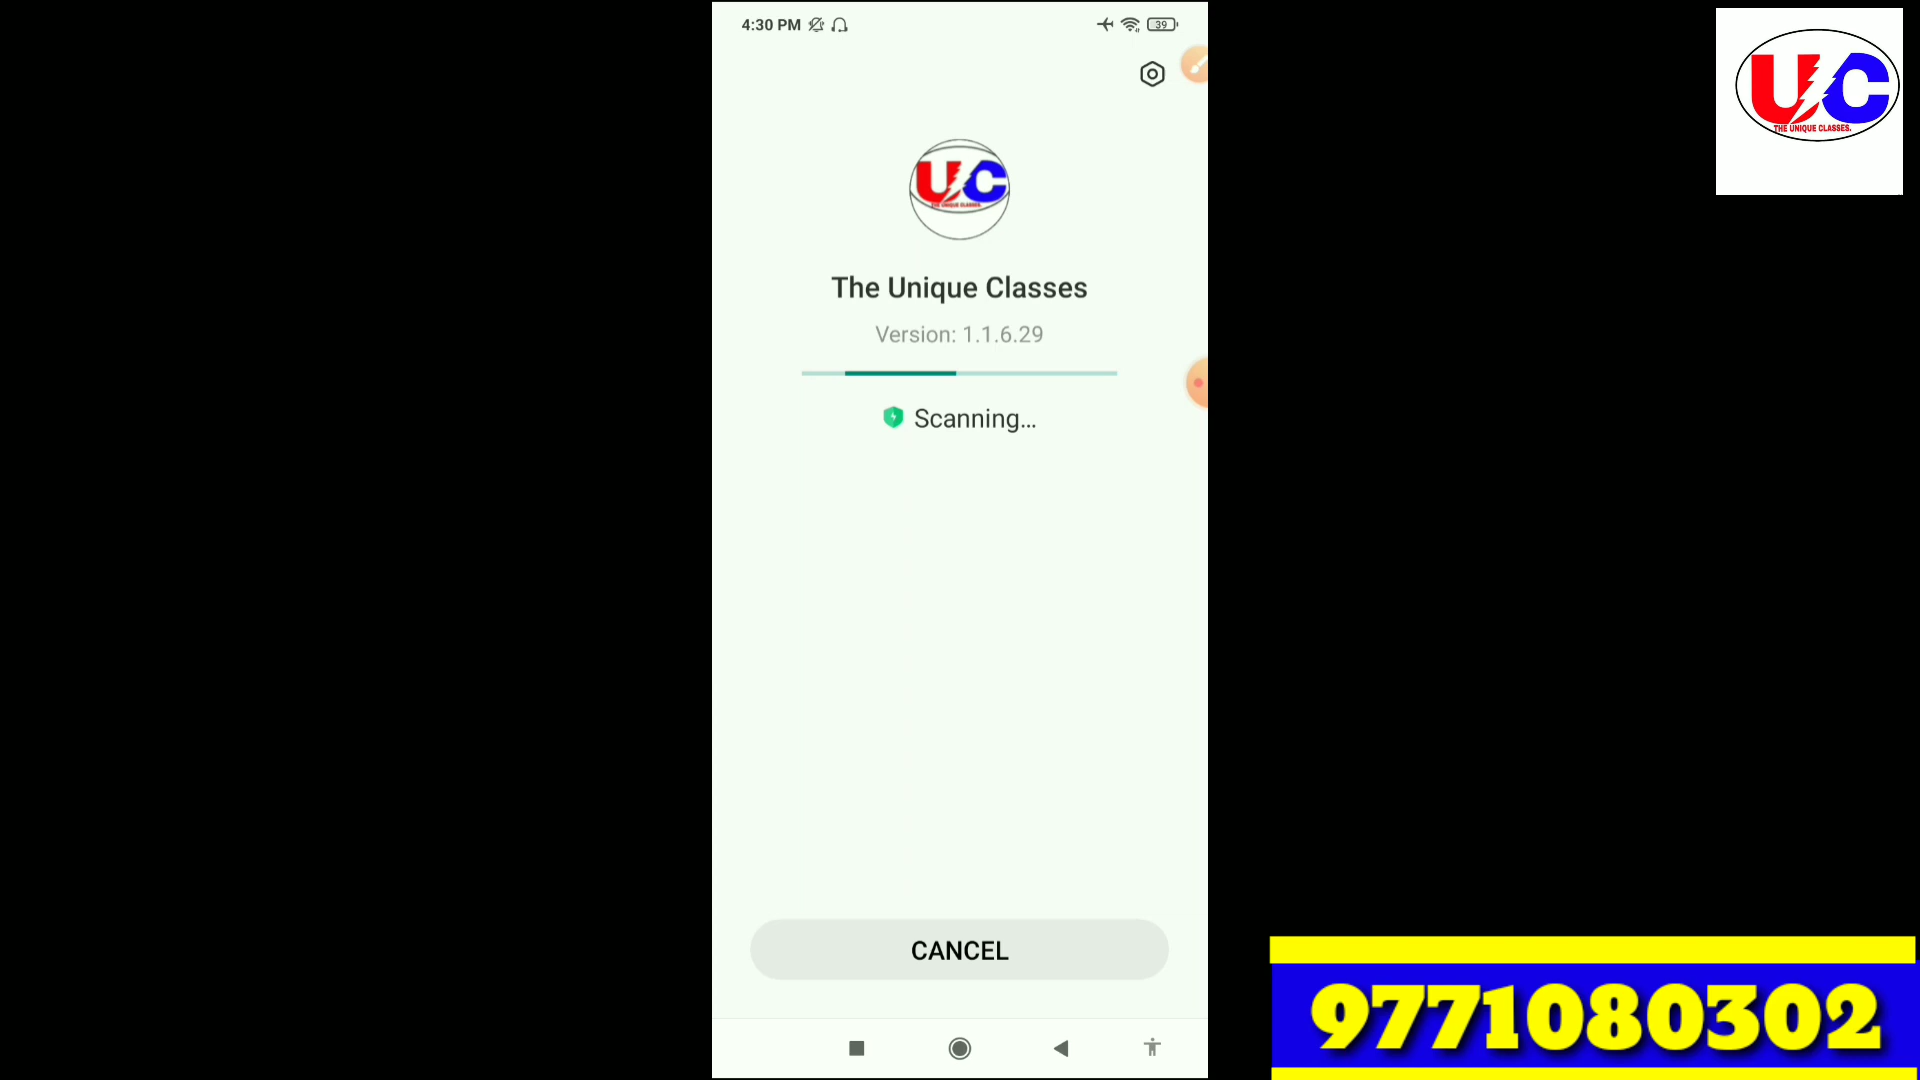 4:30 PM
39
UC
THE UNIQUE CLASSES.
UC
THE UNIQUE CLASSES.
The Unique Classes
Version: 1.1.6.29
Scanning...
CANCEL
9771080302